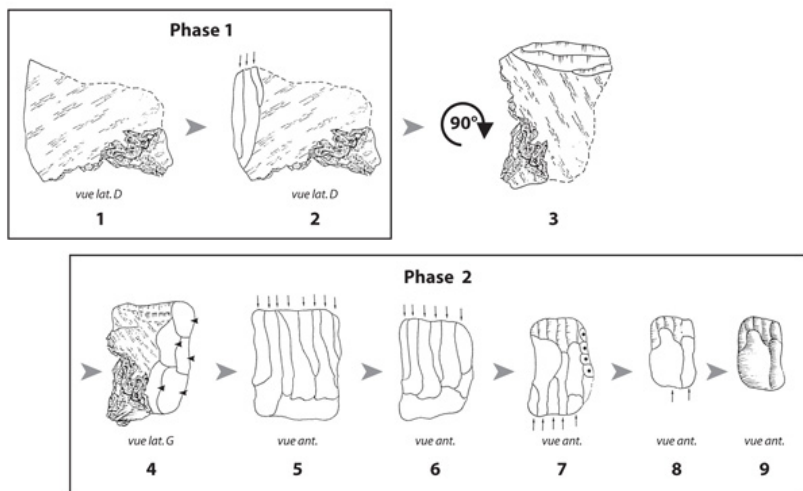 Phase 1
90°
vue lat. D
vue lat. D
1
2
3
Phase 2
vue lat. G
vue ant.
vue ant.
vue ant.
vue ant.
vue ant.
4
5
6
7
8
9